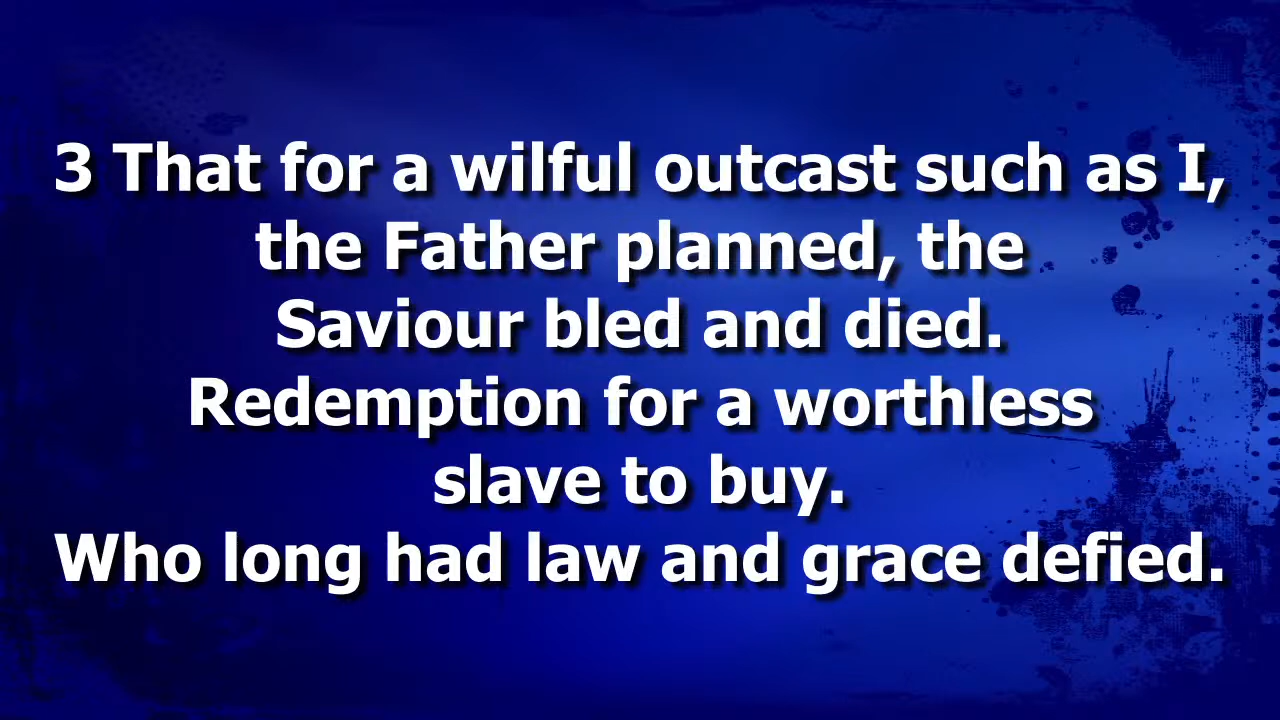 3 That for a wilful outcast such as I,
the Father planned, the
Saviour bled and died.
Redemption for a worthless
slave to buy.
Who long had law and grace defied.